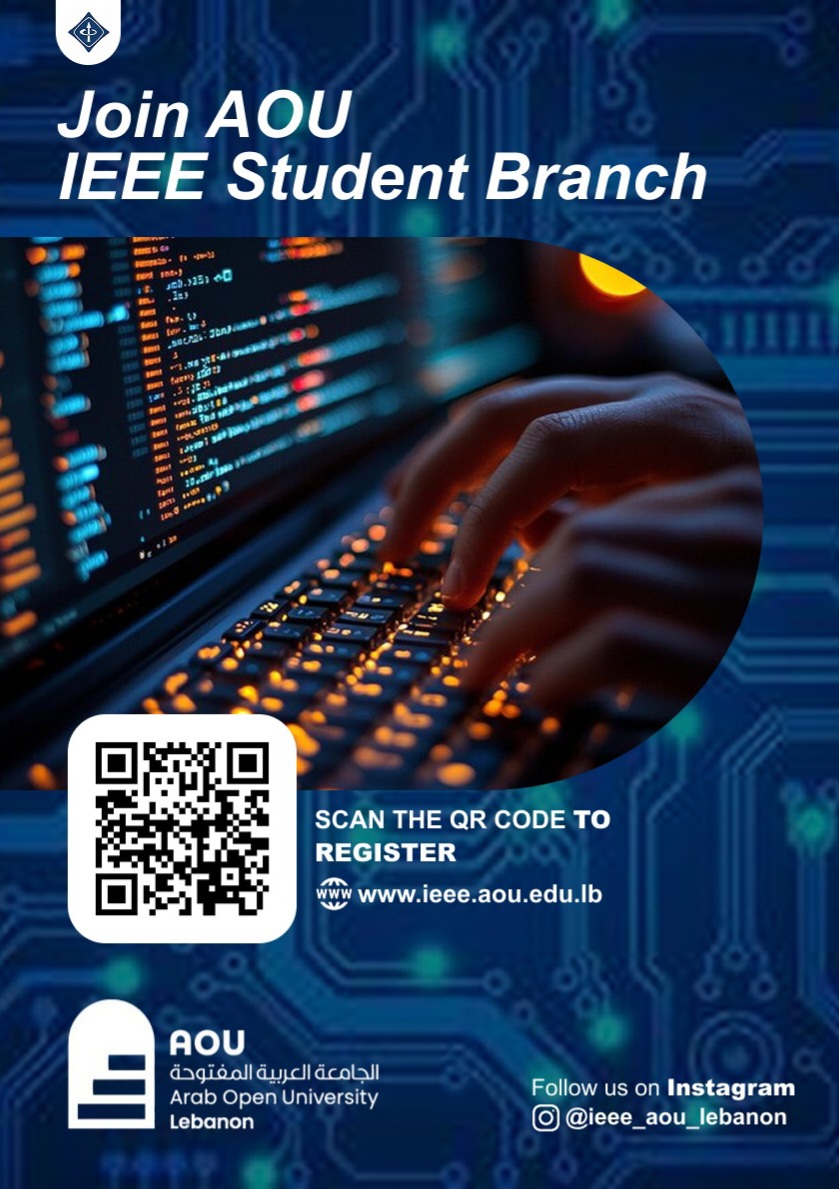 Join AOU
IEEE Student Branch
SCAN THE QR CODE TO
REGISTER
www www.ieee.aou.edu.lb
AOU
الجامعة العربية المفتوحة
Arab Open University
Lebanon
Follow us on Instagram
@ieee_aou_lebanon